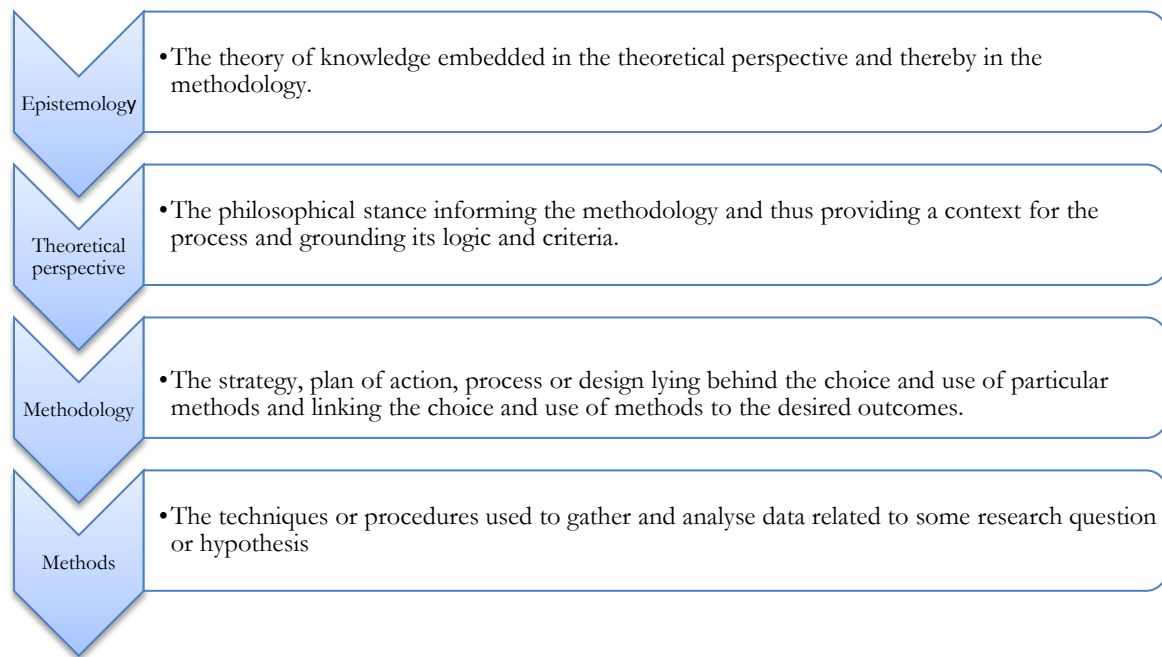 Epistemology
•The theory of knowledge embedded in the theoretical perspective and thereby in the
methodology.
Theoretical
perspective
•The philosophical stance informing the methodology and thus providing a context for the
process and grounding its logic and criteria.
Methodology
•The strategy, plan of action, process or design lying behind the choice and use of particular
methods and linking the choice and use of methods to the desired outcomes.
Methods
•The techniques or procedures used to gather and analyse data related to some research question
or hypothesis